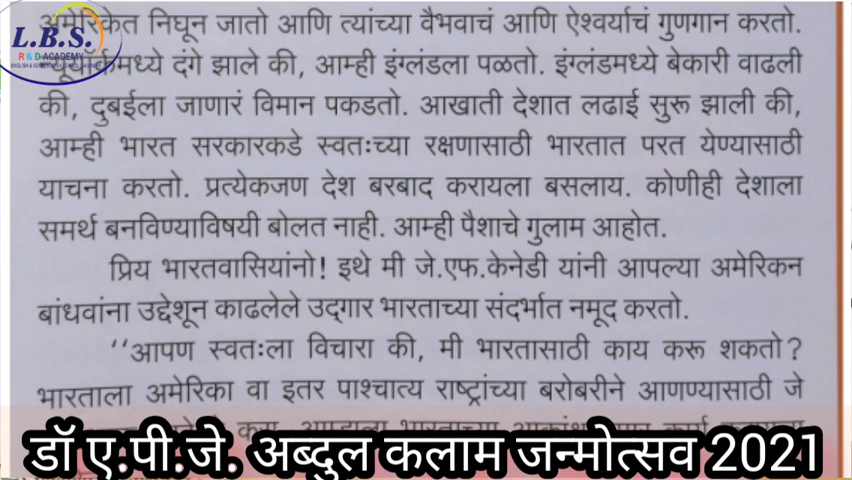 अमेरिकेत निघून जातो आणि त्यांच्या वैभवाचं आणि ऐश्वर्याचं गुणगान करतो.
L.B.S.
R & D ACADEMY
दंगे झाले की, आम्ही इंग्लंडला पळतो. इंग्लंडमध्ये बेकारी वाढली
की, दुबईला जाणारं विमान पकडतो. आखाती देशात लढाई सुरू झाली की,
आम्ही भारत सरकारकडे स्वतःच्या रक्षणासाठी भारतात परत येण्यासाठी
याचना करतो. प्रत्येकजण देश बरबाद करायला बसलाय. कोणीही देशाला
समर्थ बनविण्याविषयी बोलत नाही. आम्ही पैशाचे गुलाम आहोत.
प्रिय भारतवासियांनो! इथे मी जे.एफ.केनेडी यांनी आपल्या अमेरिकन
बांधवांना उद्देशून काढलेले उद्‌गार भारताच्या संदर्भात नमूद करतो.
‘‘आपण स्वतःला विचारा की, मी भारतासाठी काय करू शकतो?
भारताला अमेरिका वा इतर पाश्चात्य राष्ट्रांच्या बरोबरीने आणण्यासाठी जे
डॉ ए.पी.जे. अब्दुल कलाम जन्मोत्सव 2021